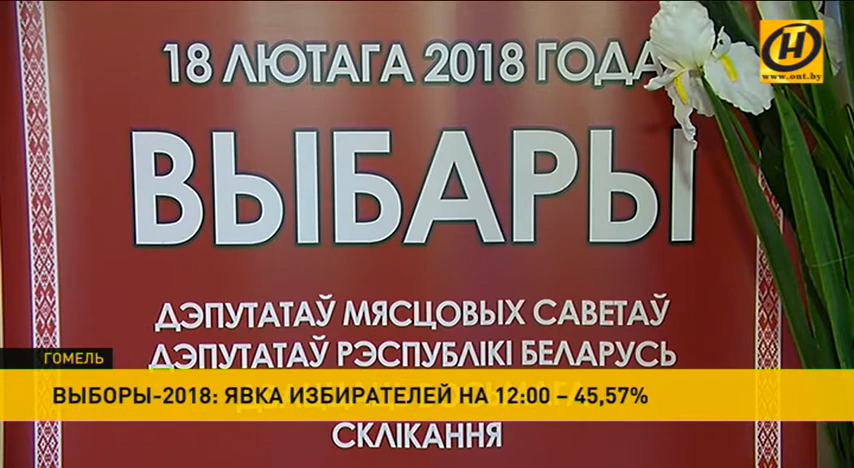 18 ЛЮТАГА 2018 ГОДА
ВЫБАРЫ
ДЭПУТАТАЎ МЯСЦОВЫХ САВЕТАЎ
ДЭПУТАТАЎ РЭСПУБЛІКІ БЕЛАРУСЬ
СКЛІКАННЯ
H
www.ont.by
ГОМЕЛЬ
ВЫБОРЫ-2018: ЯВКА ИЗБИРАТЕЛЕЙ НА 12:00 – 45,57%